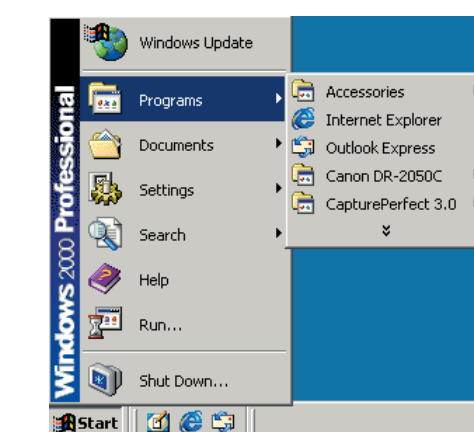 Windows Update
Programs
Documents
Settings
Search
Help
Run...
Shut Down...
Windows 2000 Professional
Accessories
Internet Explorer
Outlook Express
Canon DR-2050C
CapturePerfect 3.0
Start